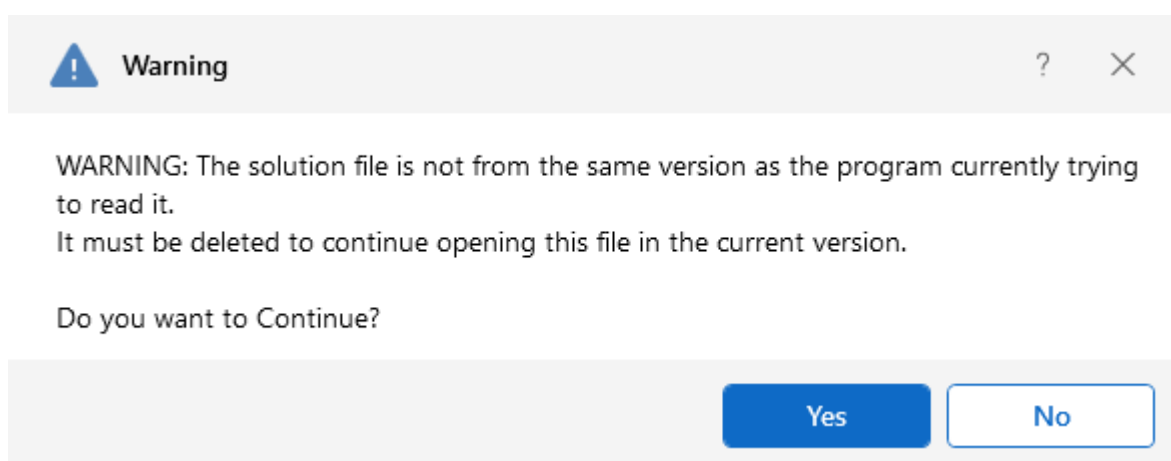 Warning
?
WARNING: The solution file is not from the same version as the program currently trying
to read it.
It must be deleted to continue opening this file in the current version.
Do you want to Continue?
Yes
No